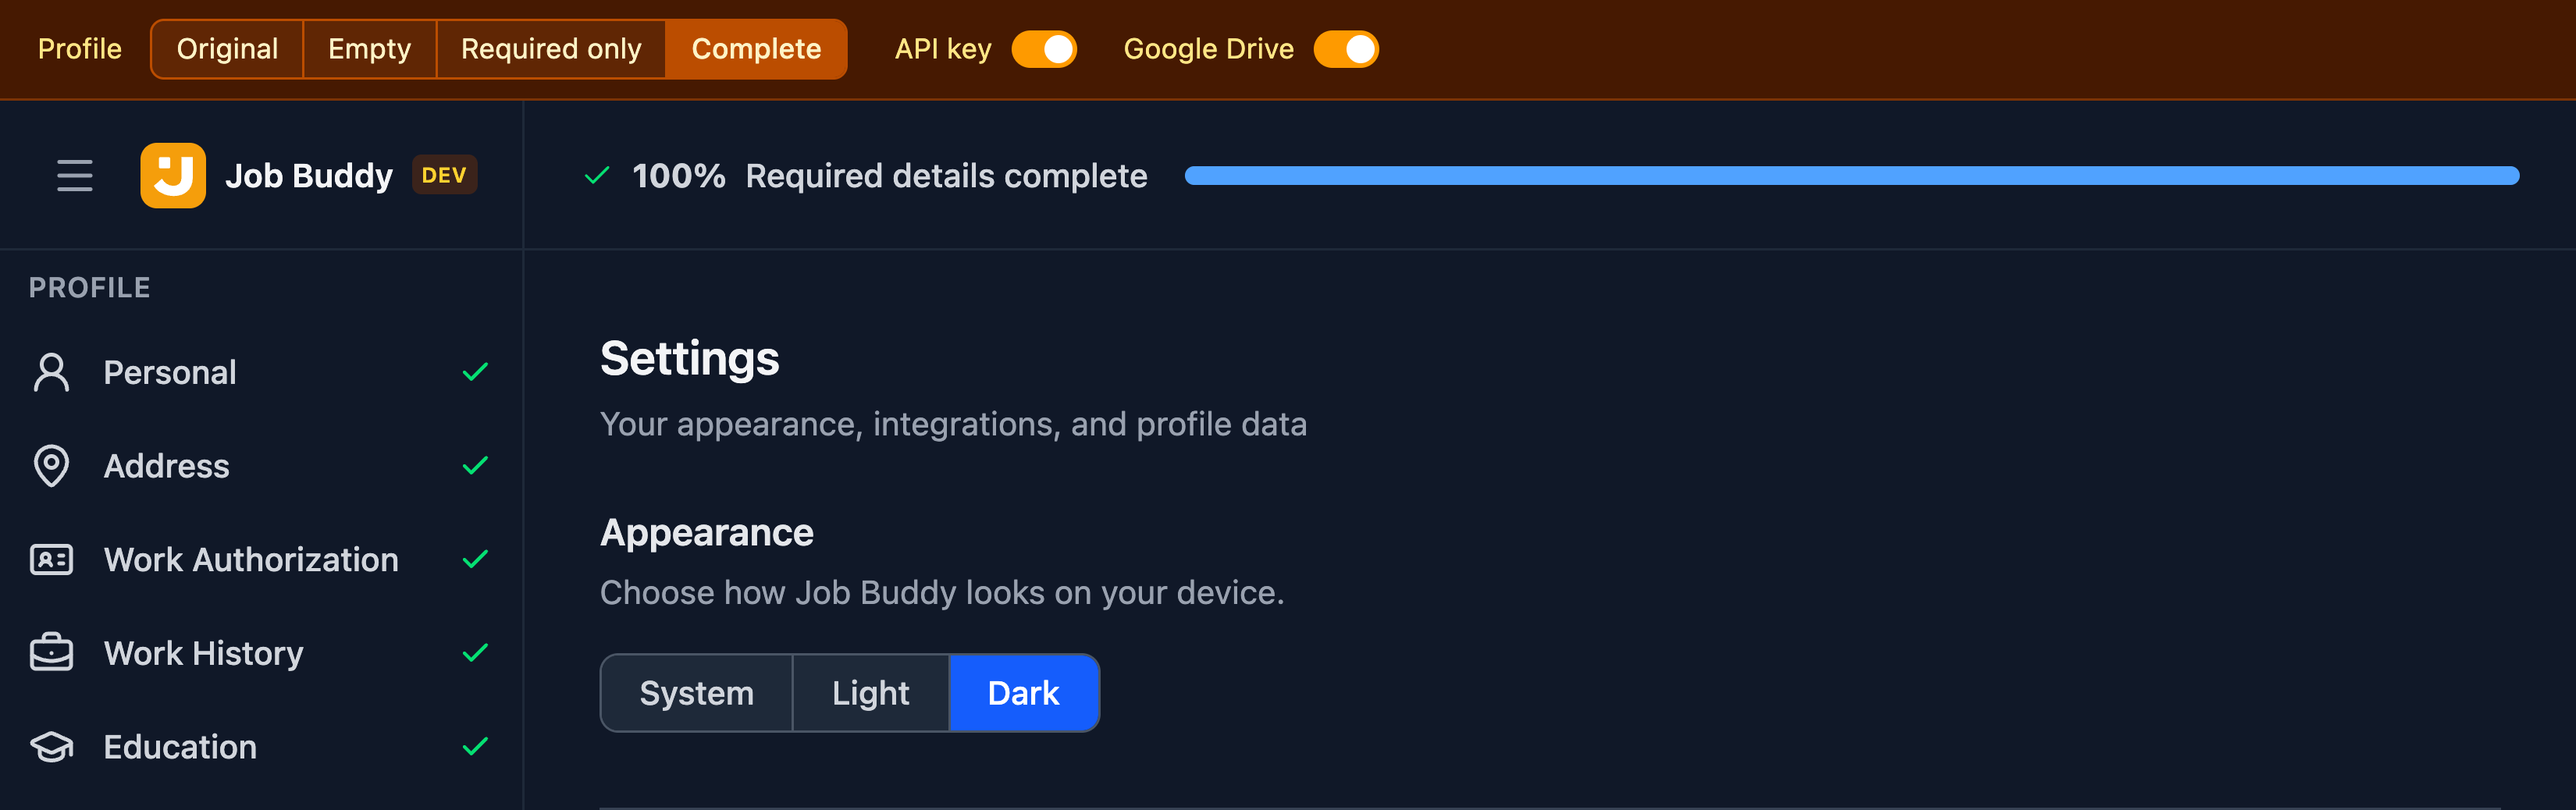 Profile Original Empty Required only Complete API key Google Drive
Job Buddy DEV
100% Required details complete
PROFILE
Personal
Address
Work Authorization
Work History
Education
Settings
Your appearance, integrations, and profile data
Appearance
Choose how Job Buddy looks on your device.
System Light Dark